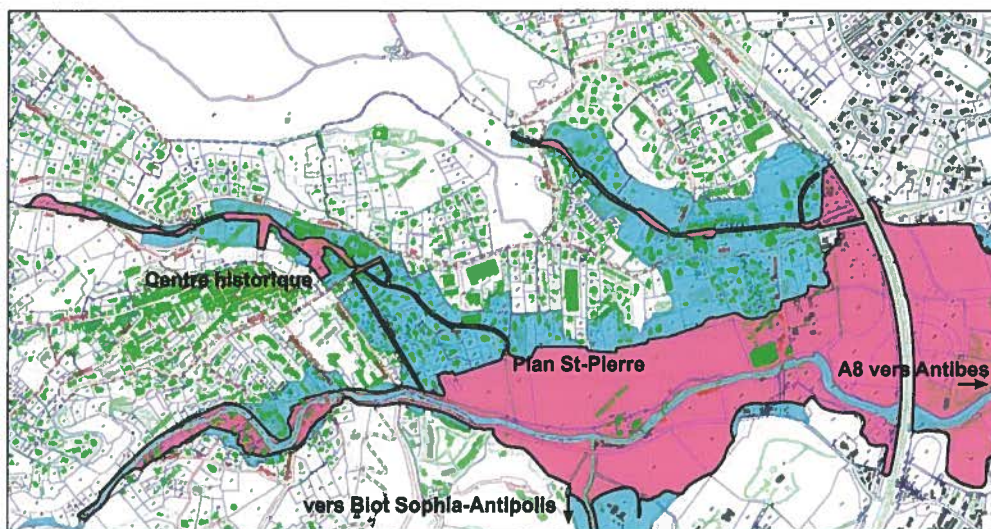 Centre historique
Plan St-Pierre
A8 vers Antibes
vers Biot Sophia-Antipolis